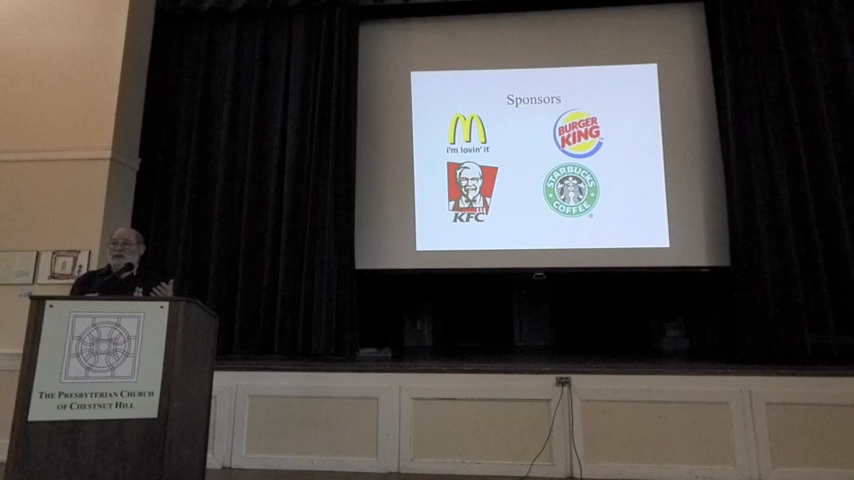 Sponsors
i'm lovin' it
BURGER
KING
KFC
STARBUCKS
COFFEE
THE PRESBYTERIAN CHURCH
OF CHESTNUT HILL